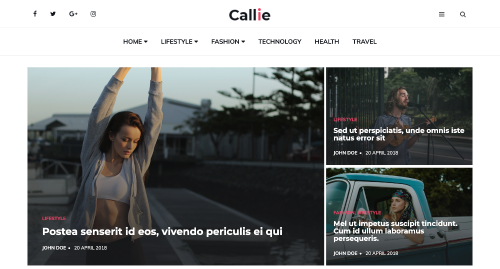 Callie
HOME
LIFESTYLE
FASHION
TECHNOLOGY
HEALTH
TRAVEL
LIFESTYLE
Postea senserit id eos, vivendo periculis ei qui
JOHN DOE • 20 APRIL 2018
LIFESTYLE
Sed ut perspiciatis, unde omnis iste
natus error sit
JOHN DOE • 20 APRIL 2018
FASHION, LIFESTYLE
Mel ut impetus suscipit tincidunt.
Cum id ullum laboramus
persequeris.
JOHN DOE • 20 APRIL 2018